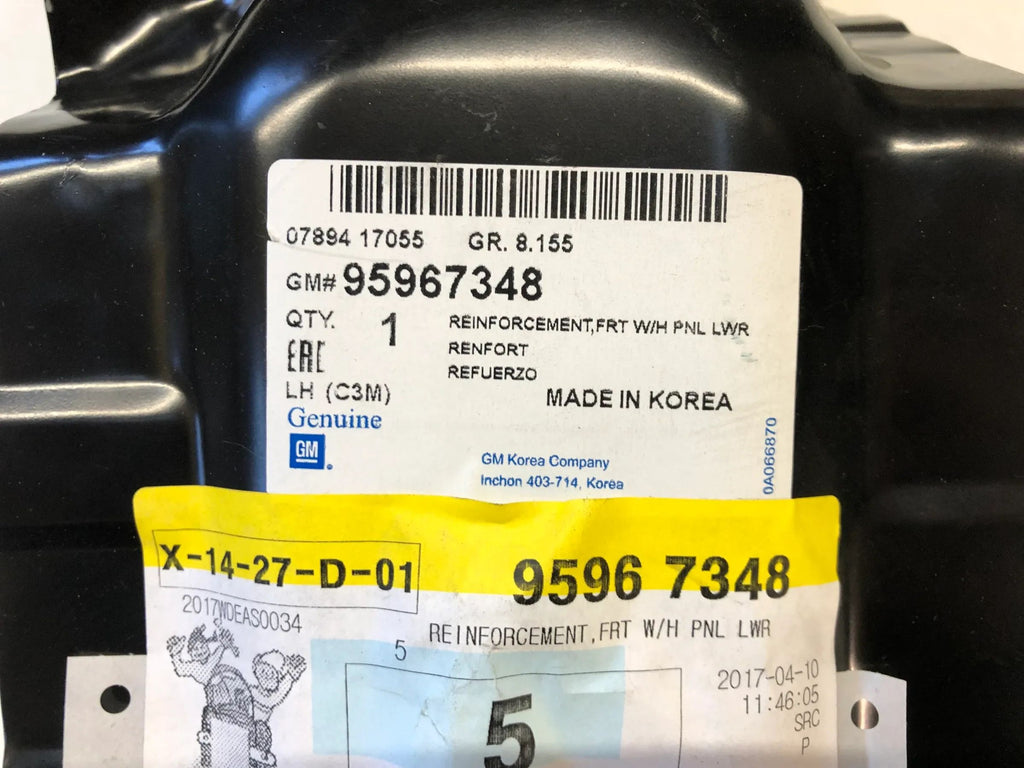 07894 17055 GR. 8.155
GM# 95967348
QTY. 1 REINFORCEMENT,FRT W/H PNL LWR
RENFORT
EAC
REFUERZO
LH (C3M) MADE IN KOREA
Genuine
GM
GM Korea Company
Inchon 403-714, Korea
0A066870
X-14-27-D-01 9596 7348
2017WDEAS0034
REINFORCEMENT,FRT W/H PNL LWR
5
2017-04-10
11:46:05
5
SRC
P